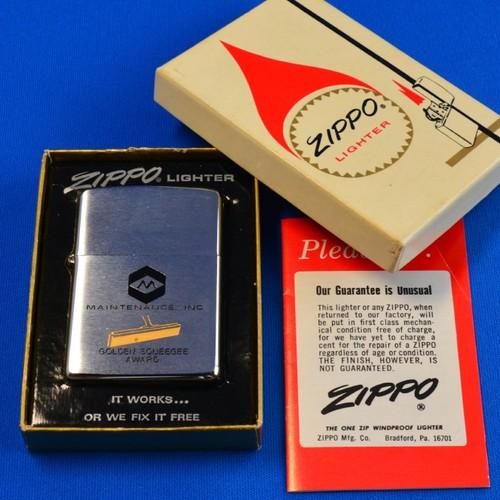 ZIPPO®
LIGHTER
ZIPPO® LIGHTER
M
MAINTENANCE, INC
GOLDEN SQUEEGEE
AWARD
IT WORKS...
OR WE FIX IT FREE
Our Guarantee is Unusual
This lighter or any ZIPPO, when
returned to our factory, will
be put in first class mechan-
ical condition free of charge,
for we have yet to charge a
cent for the repair of a ZIPPO
regardless of age or condition.
THE FINISH, HOWEVER, IS
NOT GUARANTEED.
ZIPPO
®
THE ONE ZIP WINDPROOF LIGHTER
ZIPPO Mfg. Co. Bradford, Pa. 16701